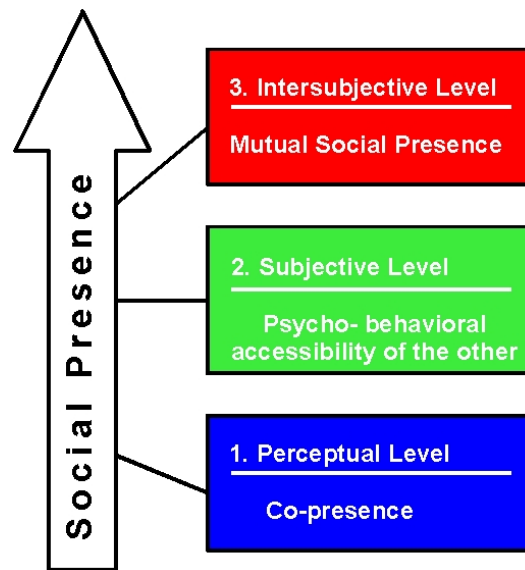 Social Presence
3. Intersubjective Level
Mutual Social Presence
2. Subjective Level
Psycho- behavioral
accessibility of the other
1. Perceptual Level
Co-presence